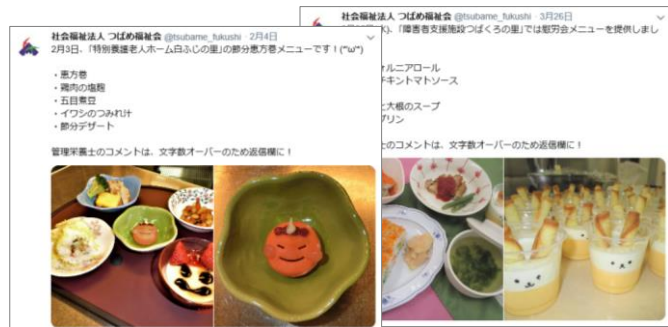 社会福祉法人 つばめ福祉会 @tsubame_fukushi · 2月4日
2月3日、「特別養護老人ホーム白ふじの里」の節分恵方巻メニューです！(*'ω'*)
・恵方巻
・鶏肉の塩麹
・五目煮豆
・イワシのつみれ汁
・節分デザート
管理栄養士のコメントは、文字数オーバーのため返信欄に！
社会福祉法人 つばめ福祉会 @tsubame_fukushi · 3月26日
、「障害者支援施設つばくろの里」では慰労会メニューを提供しまし
ォルニアロール
チキントマトソース
と大根のスープ
プリン
士のコメントは、文字数オーバーのため返信欄に！